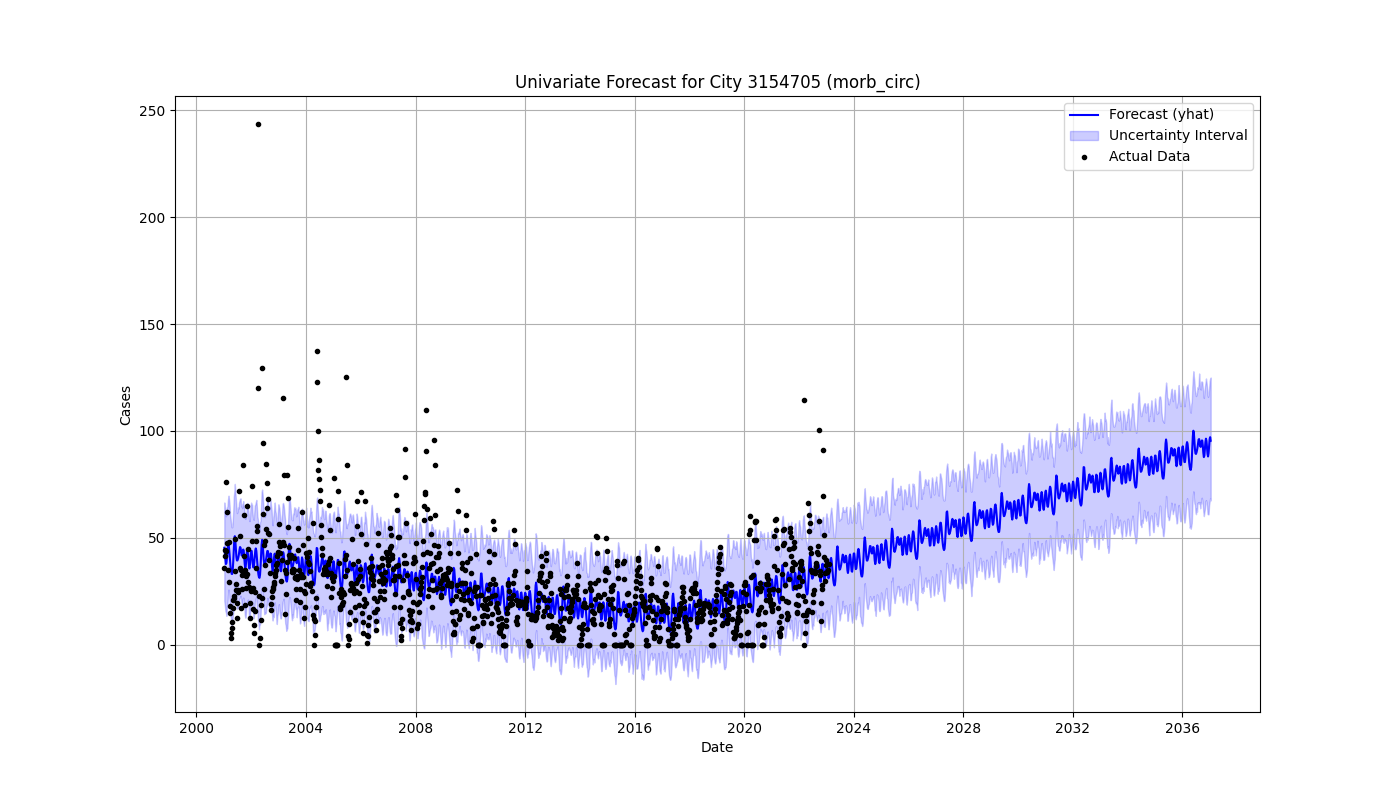 Univariate Forecast for City 3154705 (morb_circ)
Forecast (yhat)
Uncertainty Interval
Actual Data
250
200
150
100
50
0
Cases
2000 2004 2008 2012 2016 2020 2024 2028 2032 2036
Date